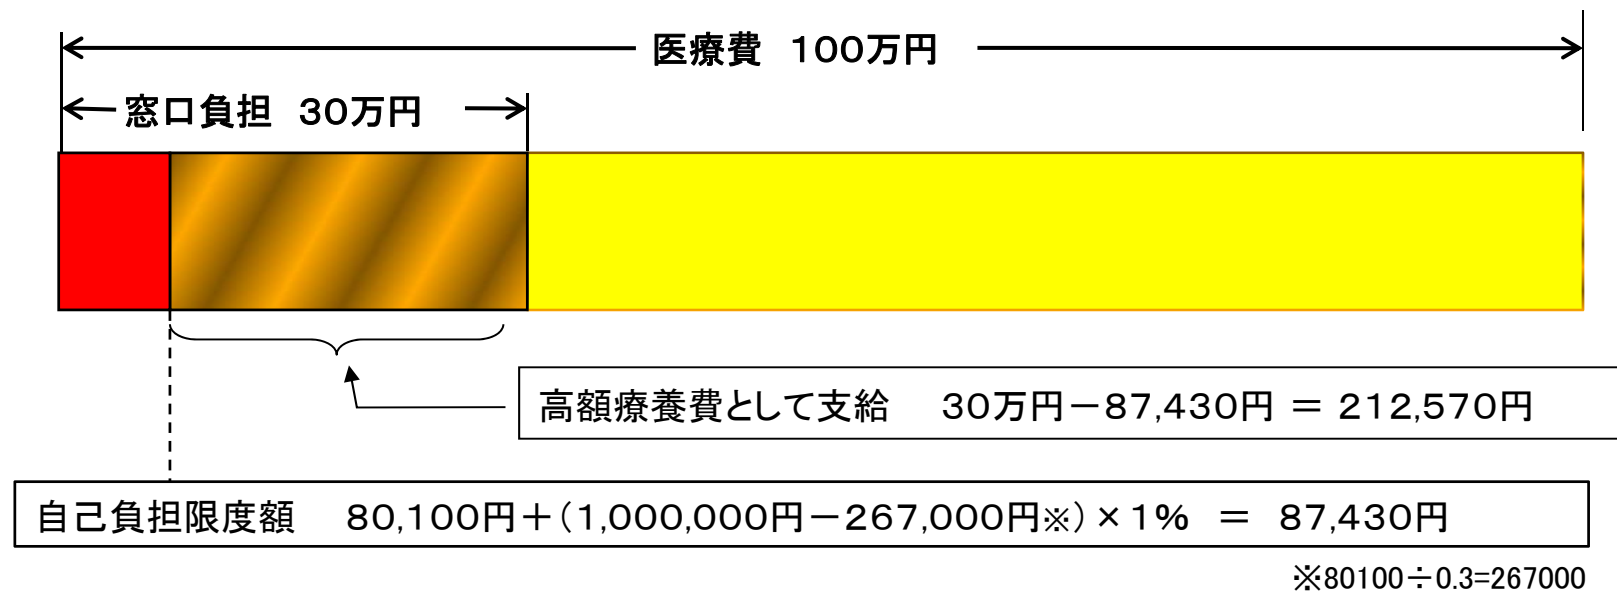 医療費　１００万円
窓口負担　３０万円
高額療養費として支給　３０万円－８７,４３０円 ＝ ２１２,５７０円
自己負担限度額　８０,１００円＋（１,０００,０００円－２６７,０００円※）×１％ ＝ ８７,４３０円
※80100÷0.3=267000